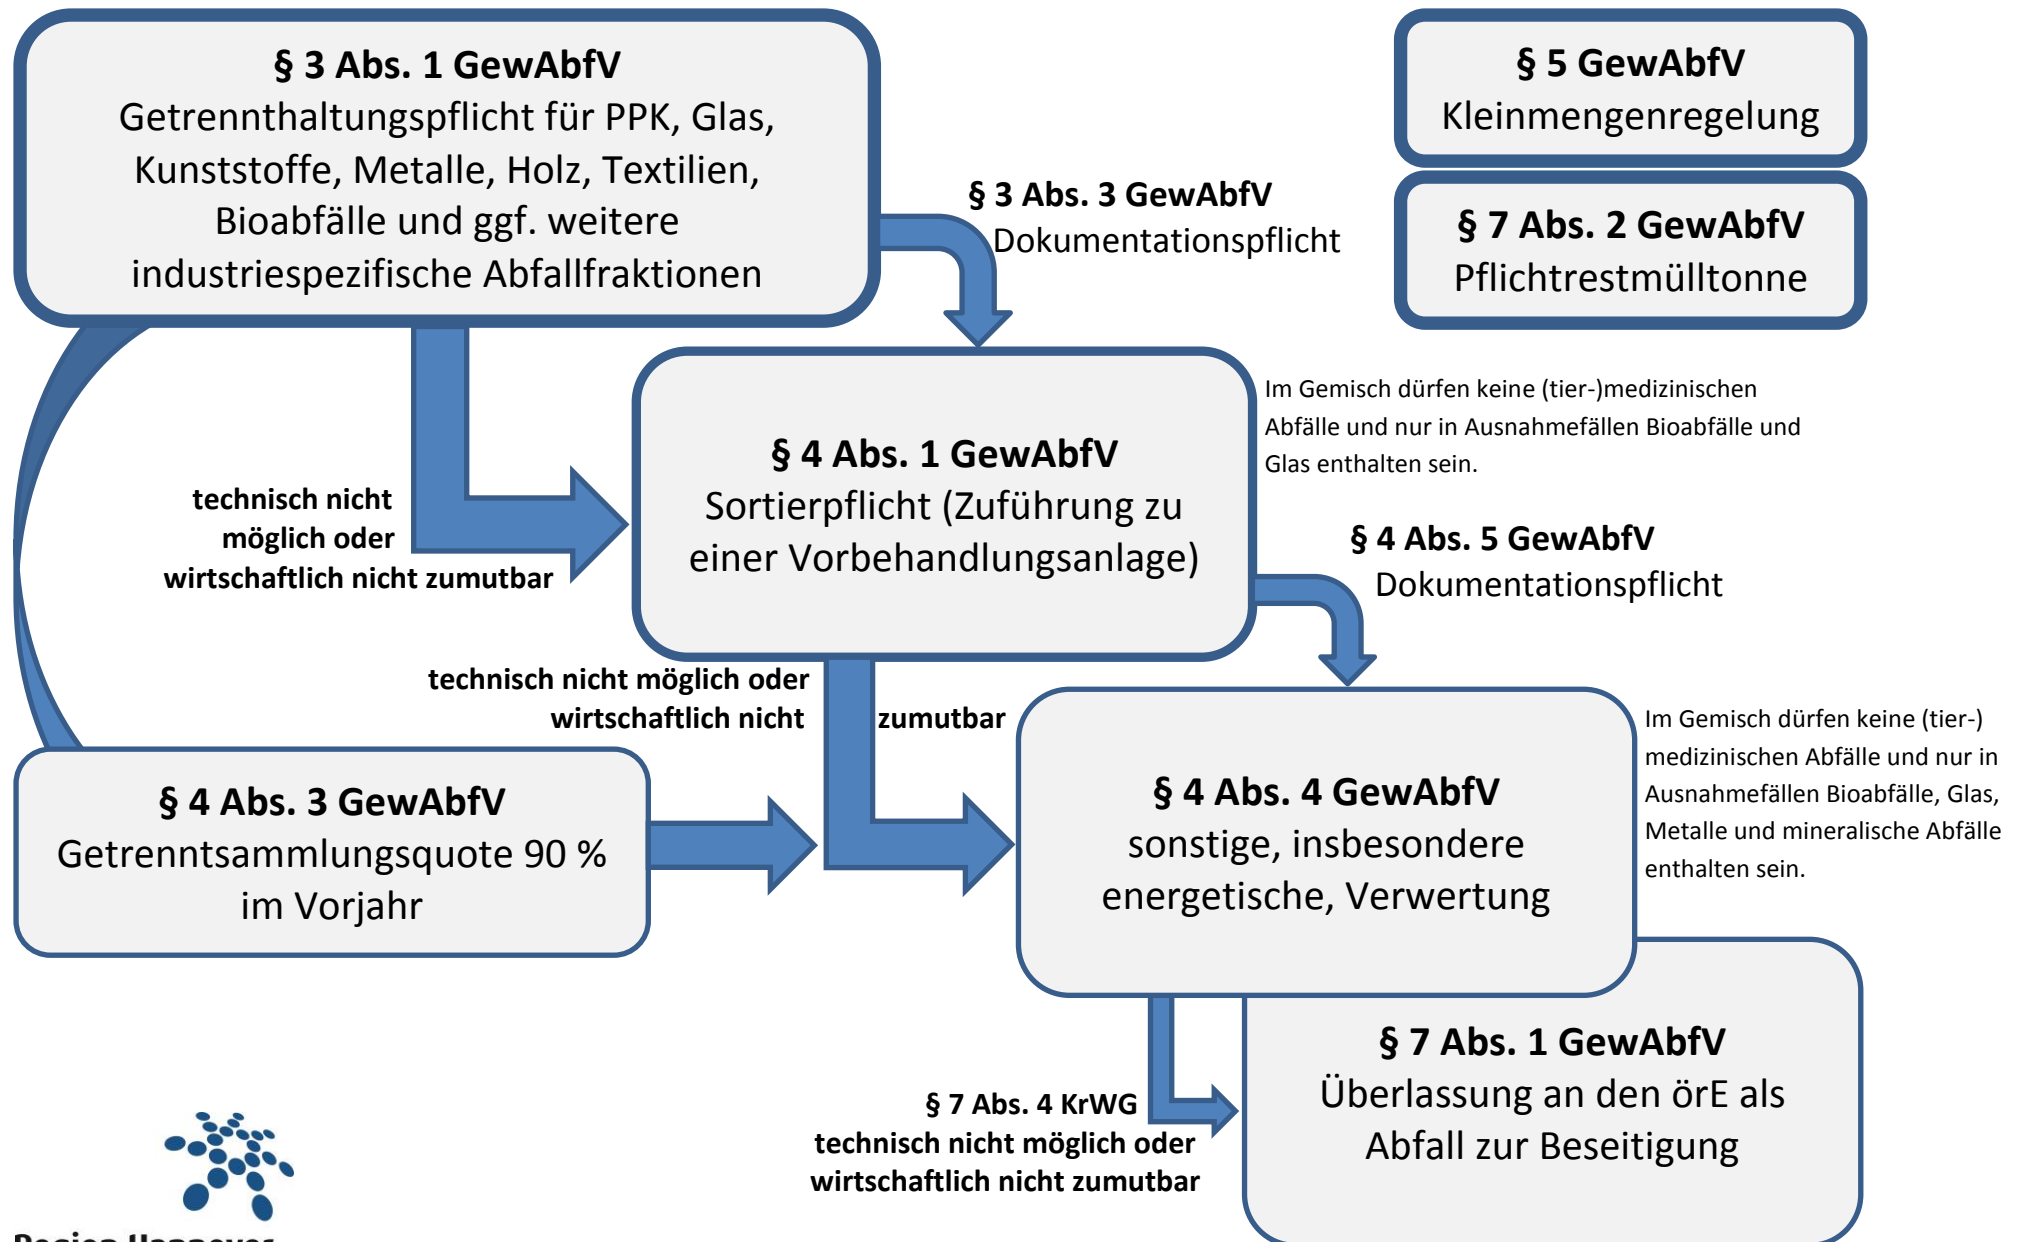 § 3 Abs. 1 GewAbfV
Getrennthaltungspflicht für PPK, Glas,
Kunststoffe, Metalle, Holz, Textilien,
Bioabfälle und ggf. weitere
industriespezifische Abfallfraktionen
§ 5 GewAbfV
Kleinmengenregelung
§ 7 Abs. 2 GewAbfV
Pflichtrestmülltonne
§ 3 Abs. 3 GewAbfV
Dokumentationspflicht
technisch nicht
möglich oder
wirtschaftlich nicht zumutbar
§ 4 Abs. 1 GewAbfV
Sortierpflicht (Zuführung zu
einer Vorbehandlungsanlage)
Im Gemisch dürfen keine (tier-)medizinischen
Abfälle und nur in Ausnahmefällen Bioabfälle und
Glas enthalten sein.
§ 4 Abs. 5 GewAbfV
Dokumentationspflicht
technisch nicht möglich oder
wirtschaftlich nicht zumutbar
§ 4 Abs. 3 GewAbfV
Getrenntsammlungsquote 90 %
im Vorjahr
§ 4 Abs. 4 GewAbfV
sonstige, insbesondere
energetische, Verwertung
Im Gemisch dürfen keine (tier-)
medizinischen Abfälle und nur in
Ausnahmefällen Bioabfälle, Glas,
Metalle und mineralische Abfälle
enthalten sein.
§ 7 Abs. 4 KrWG
technisch nicht möglich oder
wirtschaftlich nicht zumutbar
§ 7 Abs. 1 GewAbfV
Überlassung an den örE als
Abfall zur Beseitigung
Region Hannover